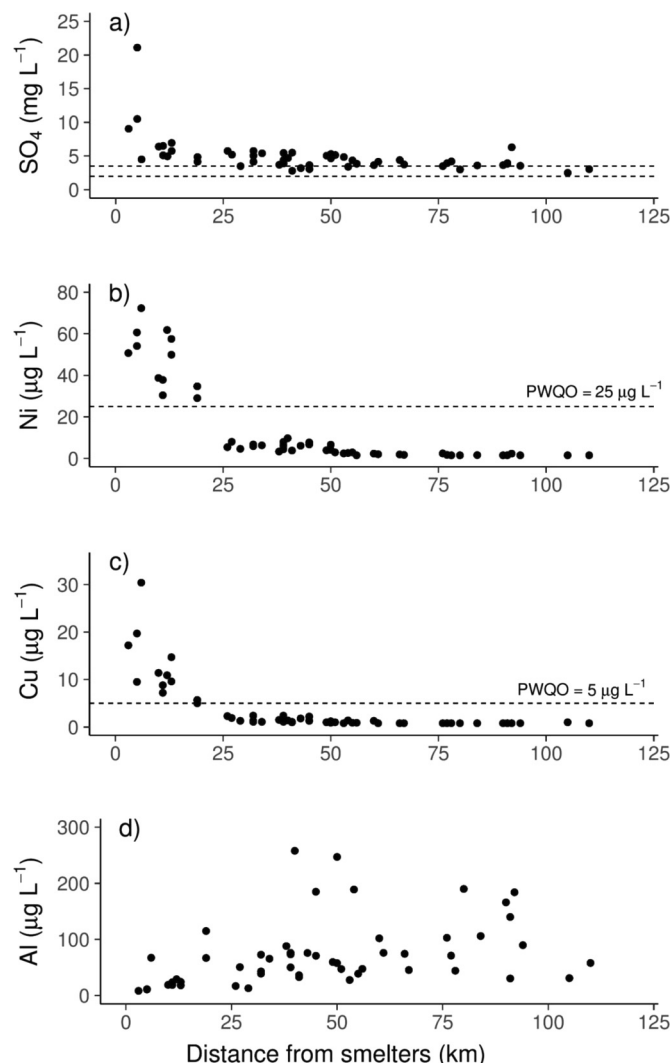 a)
SO₄ (mg L⁻¹)
25
20
15
10
5
0
0 25 50 75 100 125
b)
Ni (μg L⁻¹)
80
60
40
20
0
PWQO = 25 μg L⁻¹
0 25 50 75 100 125
c)
Cu (μg L⁻¹)
30
20
10
0
PWQO = 5 μg L⁻¹
0 25 50 75 100 125
d)
Al (μg L⁻¹)
300
200
100
0
0 25 50 75 100 125
Distance from smelters (km)